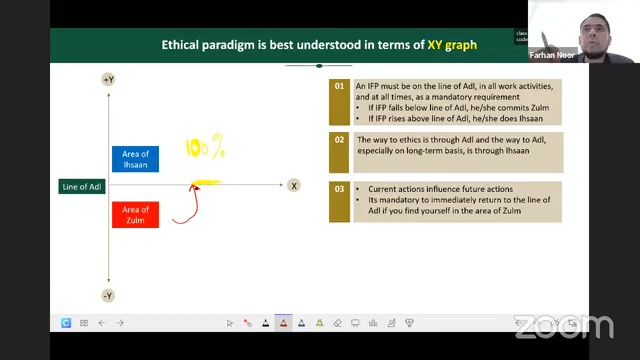 Ethical paradigm is best understood in terms of XY graph
class
code
Farhan Noor
+Y
Area of
Ihsaan
100%
Line of Adl
X
Area of
Zulm
-Y
01
An IFP must be on the line of Adl, in all work activities,
and at all times, as a mandatory requirement
• If IFP falls below line of Adl, he/she commits Zulm
• If IFP rises above line of Adl, he/she does Ihsaan
02
The way to ethics is through Adl and the way to Adl,
especially on long-term basis, is through Ihsaan
03
• Current actions influence future actions
• Its mandatory to immediately return to the line of
Adl if you find yourself in the area of Zulm
zoom